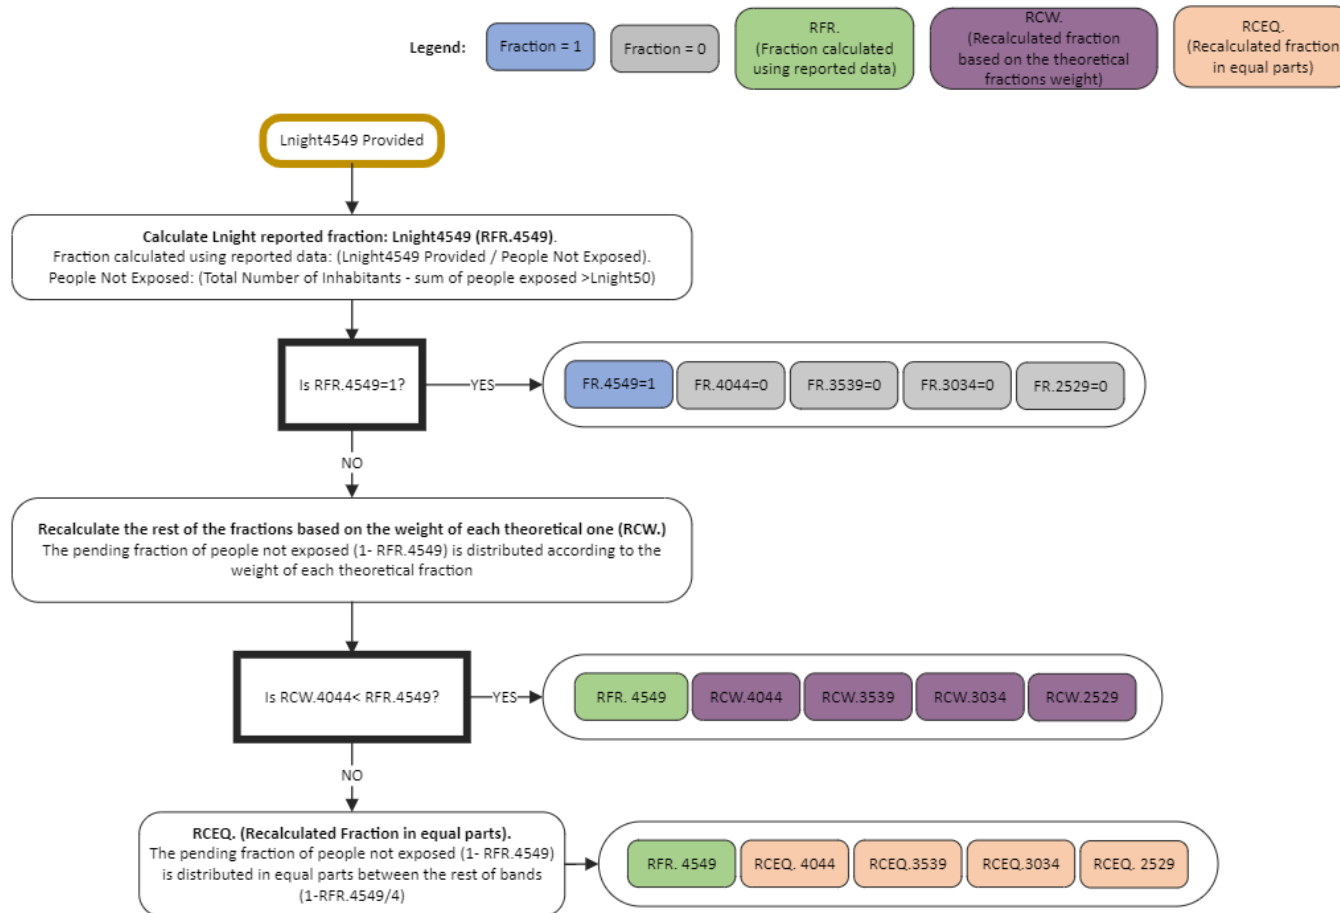 Legend:
Fraction = 1
Fraction = 0
RFR.
(Fraction calculated
using reported data)
RCW.
(Recalculated fraction
based on the theoretical
fractions weight)
RCEQ.
(Recalculated fraction
in equal parts)
Lnight4549 Provided
Calculate Lnight reported fraction: Lnight4549 (RFR.4549).
Fraction calculated using reported data: (Lnight4549 Provided / People Not Exposed).
People Not Exposed: (Total Number of Inhabitants - sum of people exposed >Lnight50)
Is RFR.4549=1?
YES
FR.4549=1
FR.4044=0
FR.3539=0
FR.3034=0
FR.2529=0
NO
Recalculate the rest of the fractions based on the weight of each theoretical one (RCW.)
The pending fraction of people not exposed (1- RFR.4549) is distributed according to the
weight of each theoretical fraction
Is RCW.4044< RFR.4549?
YES
RFR. 4549
RCW.4044
RCW.3539
RCW.3034
RCW.2529
NO
RCEQ. (Recalculated Fraction in equal parts).
The pending fraction of people not exposed (1- RFR.4549)
is distributed in equal parts between the rest of bands
(1-RFR.4549/4)
RFR. 4549
RCEQ. 4044
RCEQ.3539
RCEQ.3034
RCEQ. 2529